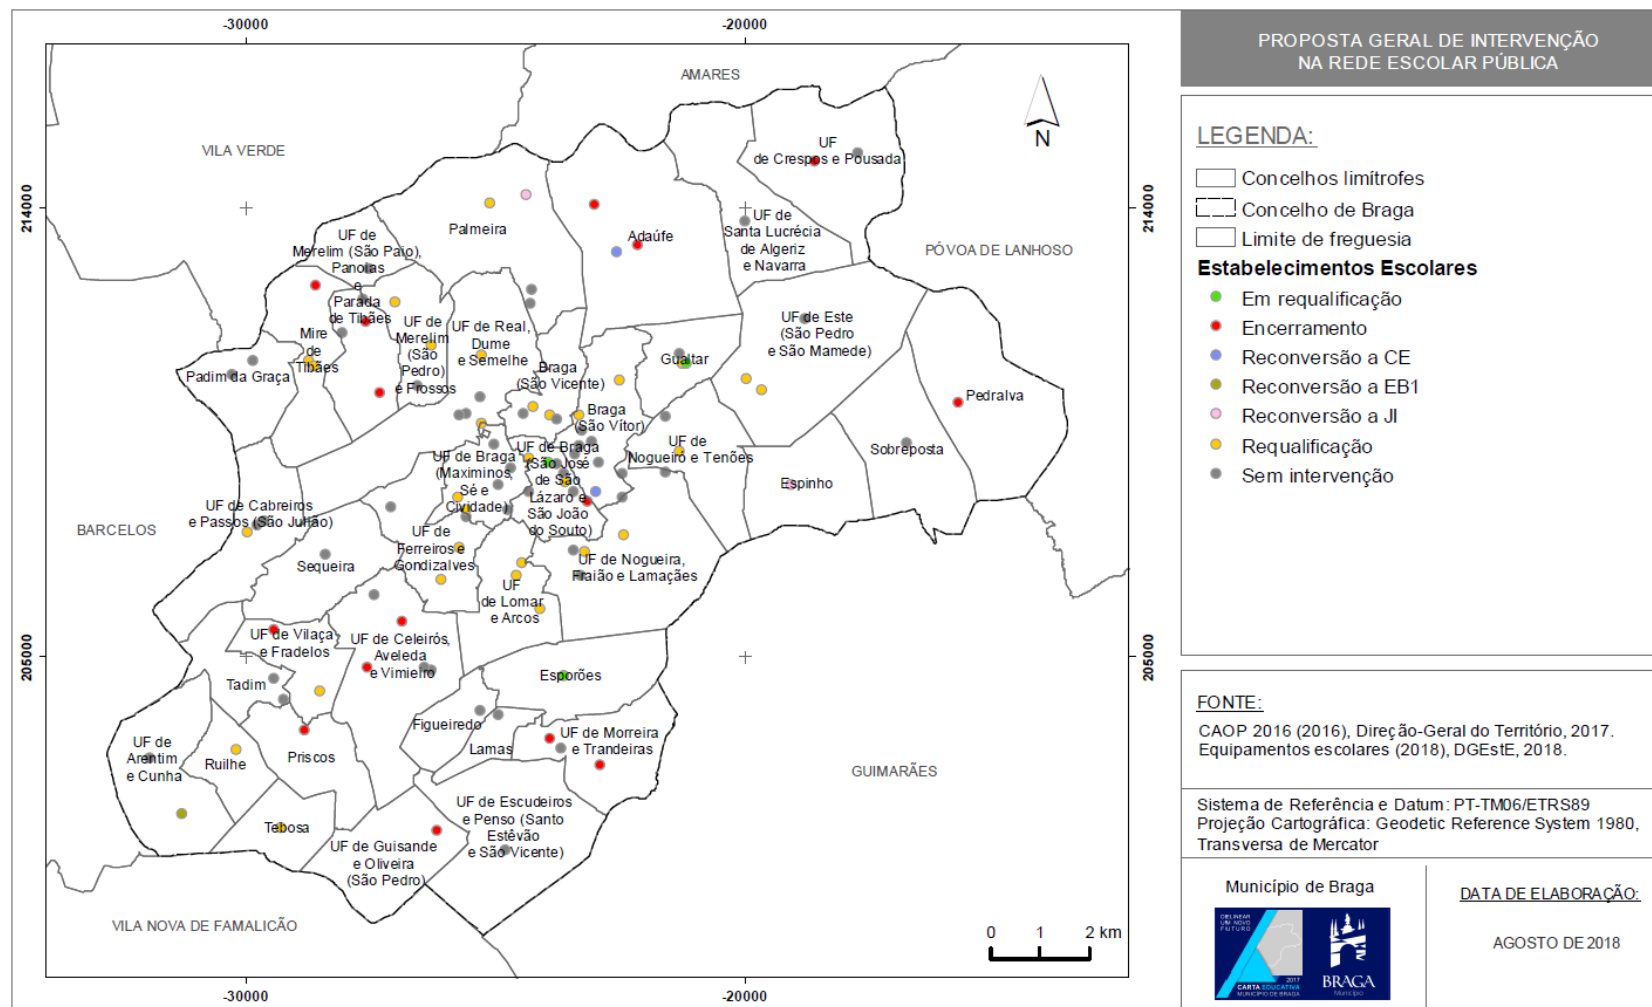 -30000
-20000
PROPOSTA GERAL DE INTERVENÇÃO
NA REDE ESCOLAR PÚBLICA
AMARES
VILA VERDE
N
UF
de Crespos e Pousada
214000
214000
Palmeira
Adaúfe
UF de
Santa Lucrécia
de Algeriz
e Navarra
PÓVOA DE LANHOSO
UF de
Merelim (São Paio),
Panoias
e
Parada
de Tibães
Mire
de
Tibães
UF de
Merelim
(São
Pedro)
e Frossos
UF de Real,
Dume
e Semelhe
UF de Este
(São Pedro
e São Mamede)
Padim da Graça
Braga
(São Vicente)
Gualtar
Pedralva
Braga
(São Vítor)
UF de
Nogueiró e Tenões
Sobreposta
UF de Braga
(Maximinos,
Sé e
Cividade)
UF de Braga
(São José
de São
Lázaro e
São João
do Souto)
Espinho
UF de Cabreiros
e Passos (São Julião)
BARCELOS
UF de
Ferreiros e
Gondizalves
Sequeira
UF de Nogueira,
Fraião e Lamaçães
UF
de Lomar
e Arcos
UF de Vilaça
e Fradelos
UF de Celeirós,
Aveleda
e Vimieiro
205000
205000
Tadim
Esporões
Figueiredo
UF de Morreira
e Trandeiras
Lamas
UF de
Arentim
e Cunha
Ruilhe
Priscos
GUIMARÃES
UF de Escudeiros
e Penso (Santo
Estêvão
e São Vicente)
Tebosa
UF de Guisande
e Oliveira
(São Pedro)
VILA NOVA DE FAMALICÃO
0 1 2 km
-30000
-20000
LEGENDA:
Concelhos limítrofes
Concelho de Braga
Limite de freguesia
Estabelecimentos Escolares
Em requalificação
Encerramento
Reconversão a CE
Reconversão a EB1
Reconversão a JI
Requalificação
Sem intervenção
FONTE:
CAOP 2016 (2016), Direção-Geral do Território, 2017.
Equipamentos escolares (2018), DGEstE, 2018.
Sistema de Referência e Datum: PT-TM06/ETRS89
Projeção Cartográfica: Geodetic Reference System 1980,
Transversa de Mercator
Município de Braga
DELINEAR
UM NOVO
FUTURO
2017
CARTA EDUCATIVA
MUNICÍPIO DE BRAGA
BRAGA
Município
DATA DE ELABORAÇÃO:
AGOSTO DE 2018